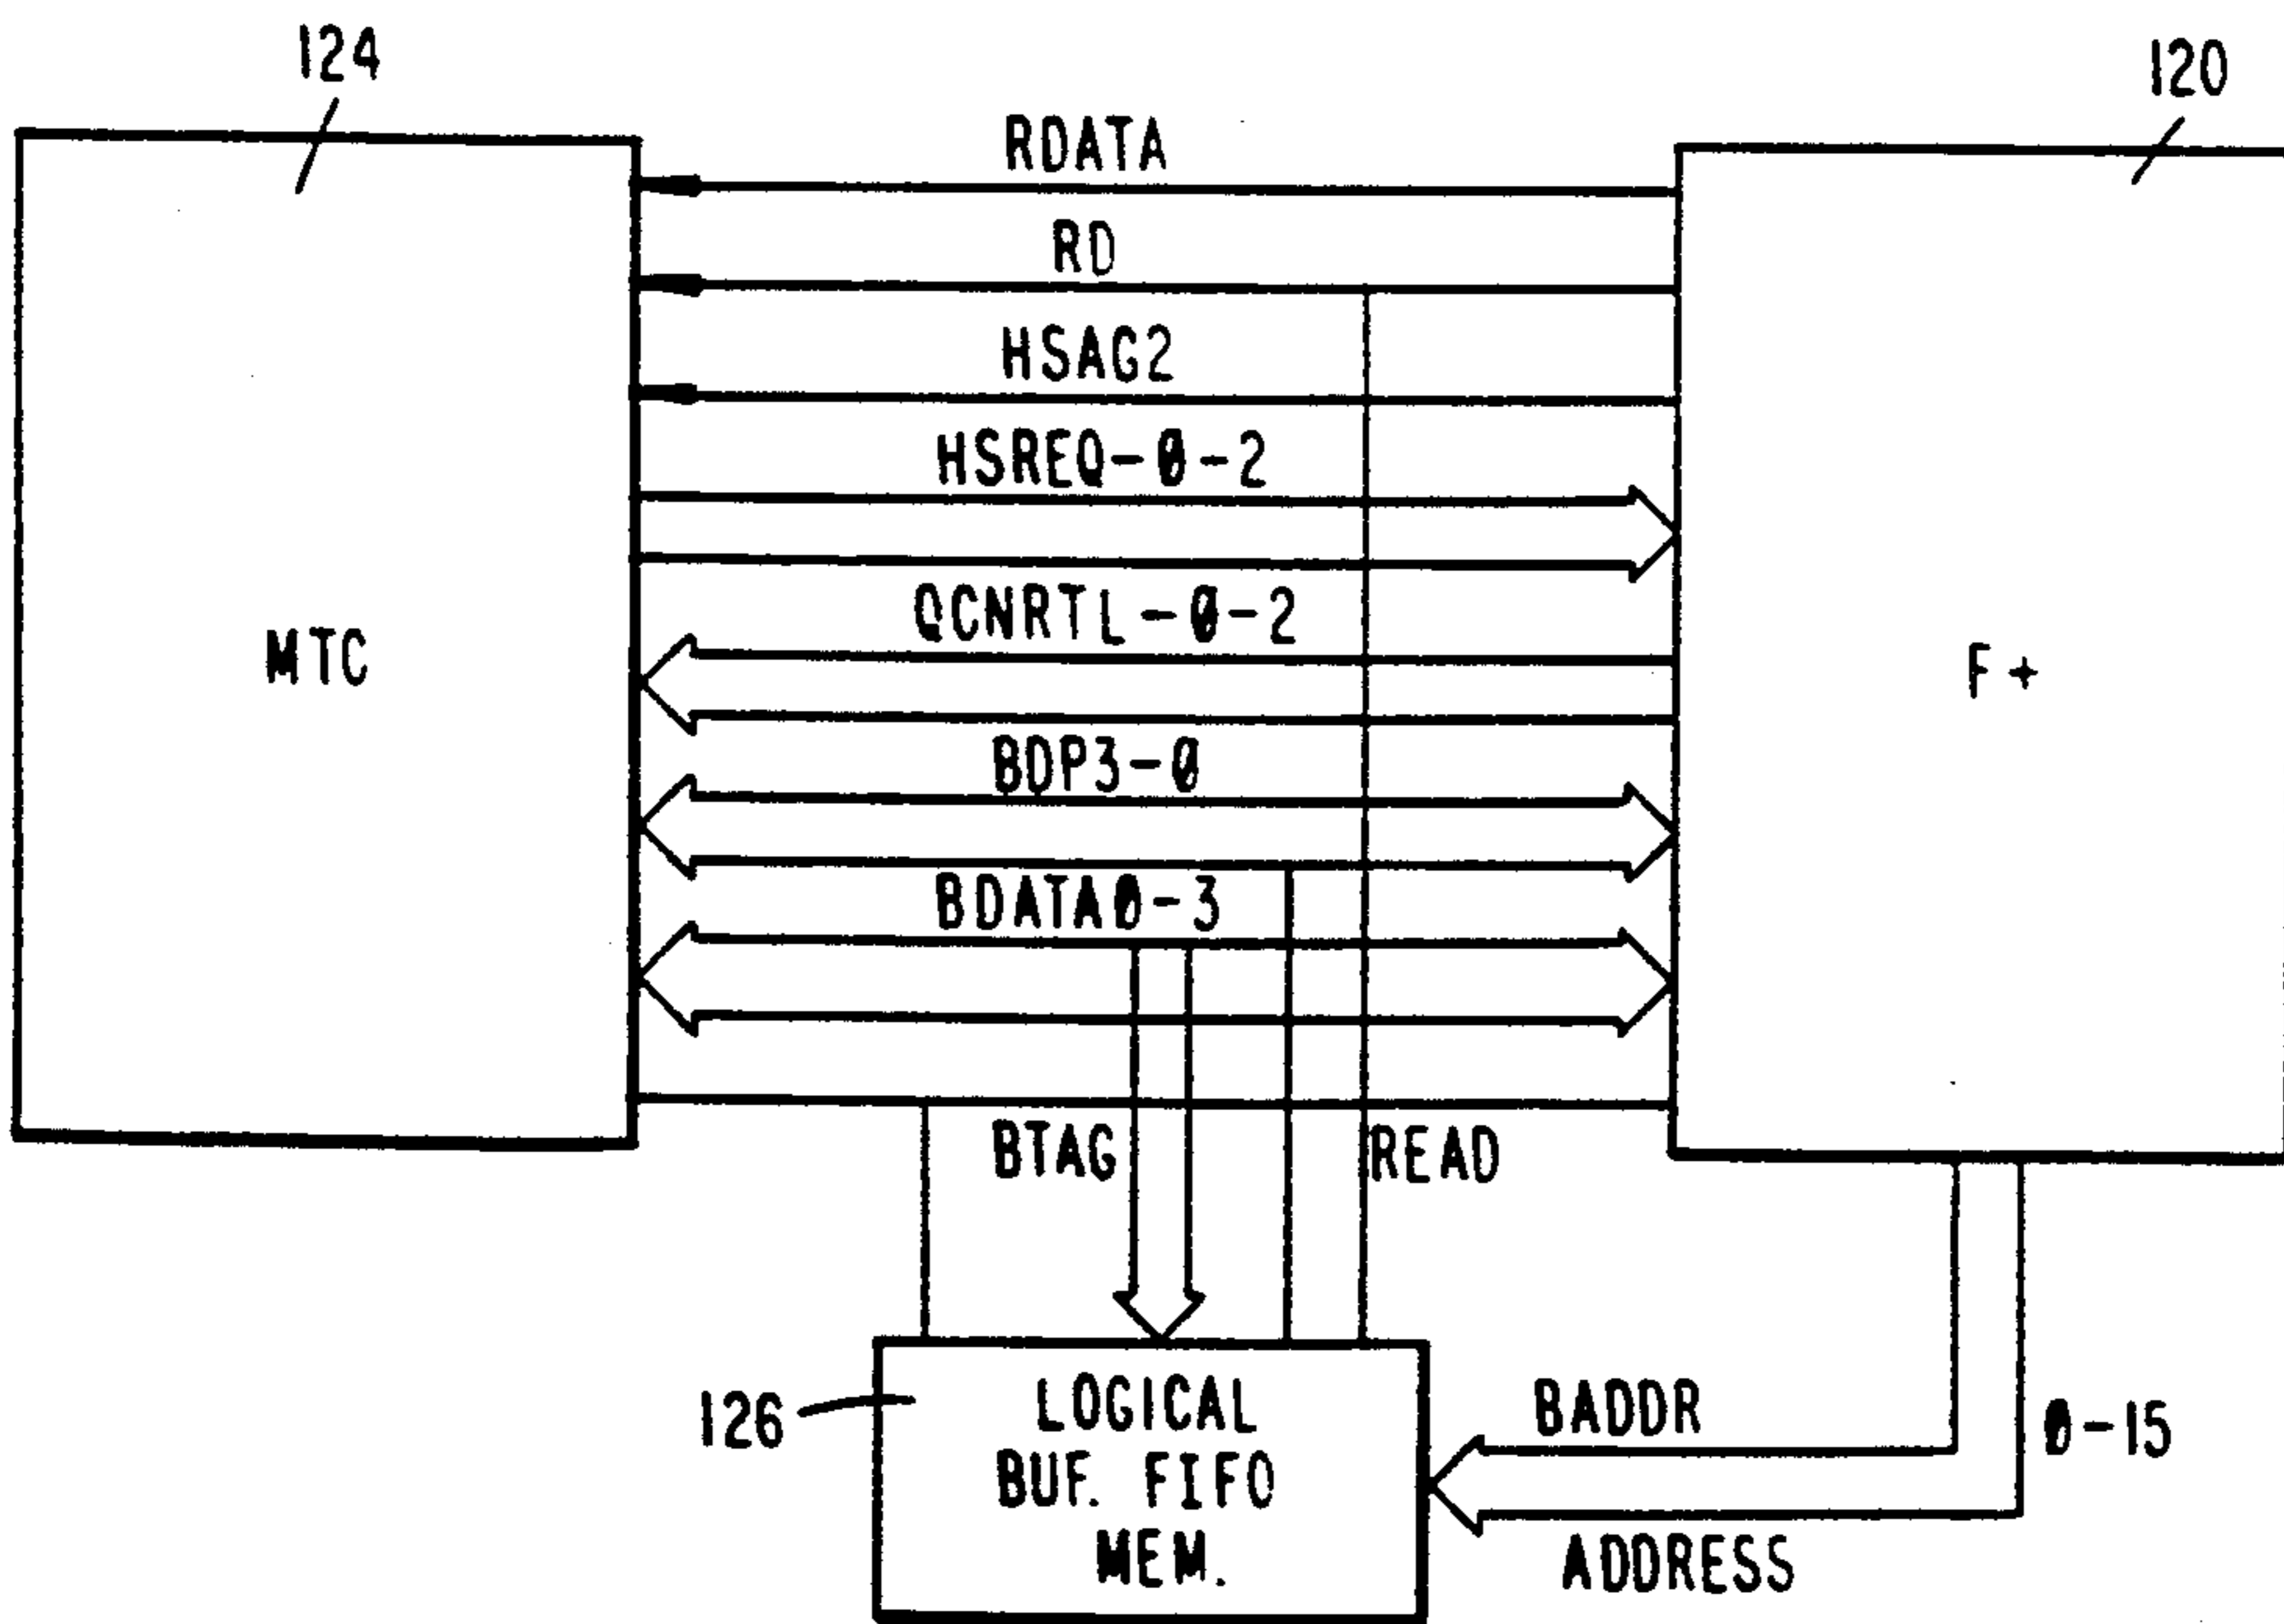 124
120
RDATA
RD
HSAG2
HSREQ-0-2
QCNRTL-0-2
MTC
F+
BDP3-0
BDATA0-3
BTAG
READ
126
LOGICAL
BUF. FIFO
MEM.
BADDR
0-15
ADDRESS